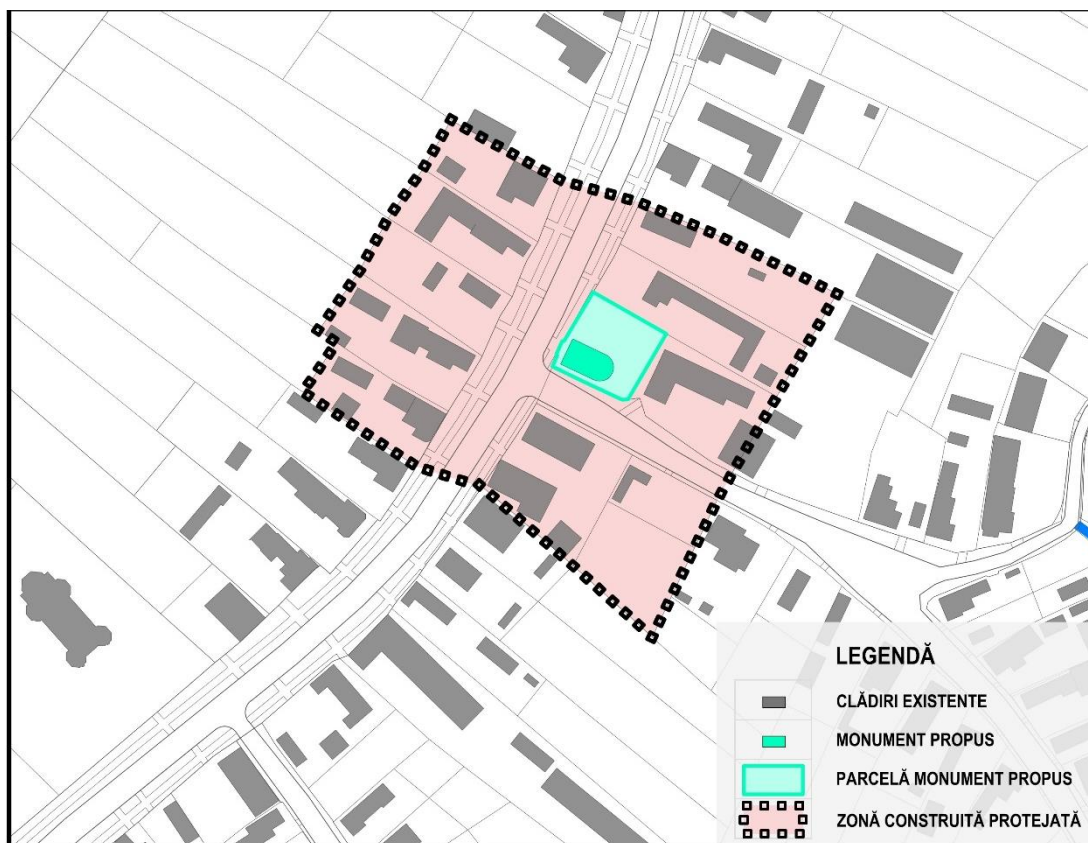 LEGENDĂ
CLĂDIRI EXISTENTE
MONUMENT PROPUS
PARCELĂ MONUMENT PROPUS
ZONĂ CONSTRUITĂ PROTEJATĂ